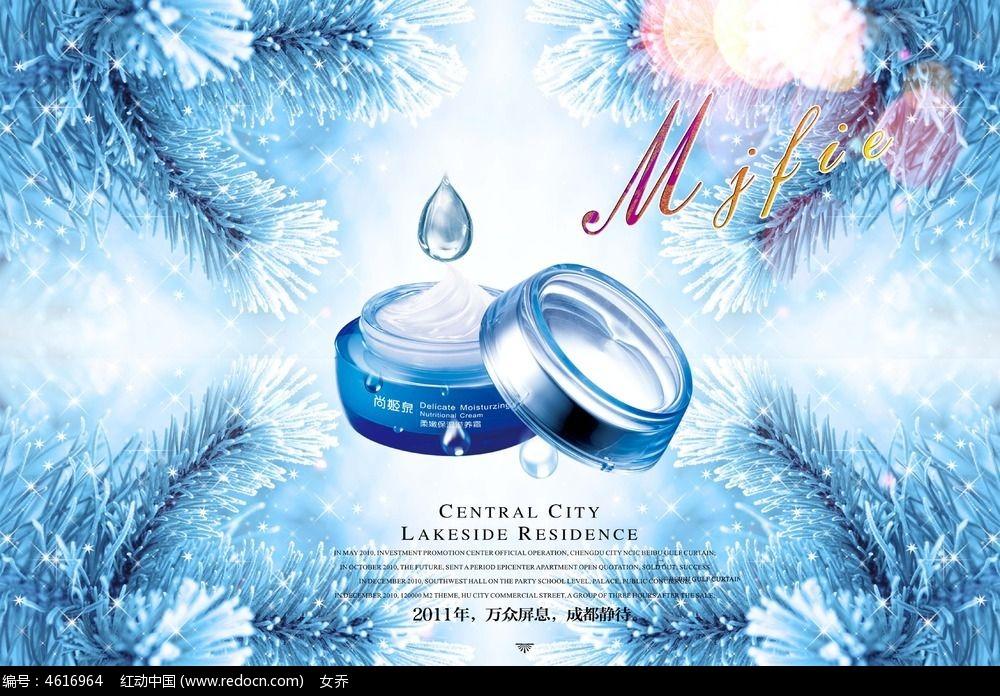 Mjfie
尚姬泉
Delicate Moisturzing
Nutritional Cream
柔嫩保湿滋养霜
CENTRAL CITY
LAKESIDE RESIDENCE
IN MAY 2010, INVESTMENT PROMOTION CENTER OFFICIAL OPERATION, CHENGDU CITY NCIC BEIBU GULF CURTAIN;
IN OCTOBER 2010, THE FUTURE, SENT A PERIOD EPICENTER APARTMENT OPEN QUOTATION, SOLD OUT; SUCCESS
IN DECEMBER 2010, SOUTHWEST HALL ON THE PARTY SCHOOL LEVEL, PALACE, PUBLIC CONCIERGE, GULF CURTAIN
IN DECEMBER 2010, 120000 M2 THEME, HU CITY COMMERCIAL STREET, A GROUP OF THREE HOURS AFTER THE SALE;
2011年，万众屏息，成都静待。
编号：4616964 红动中国 (www.redocn.com) 女乔